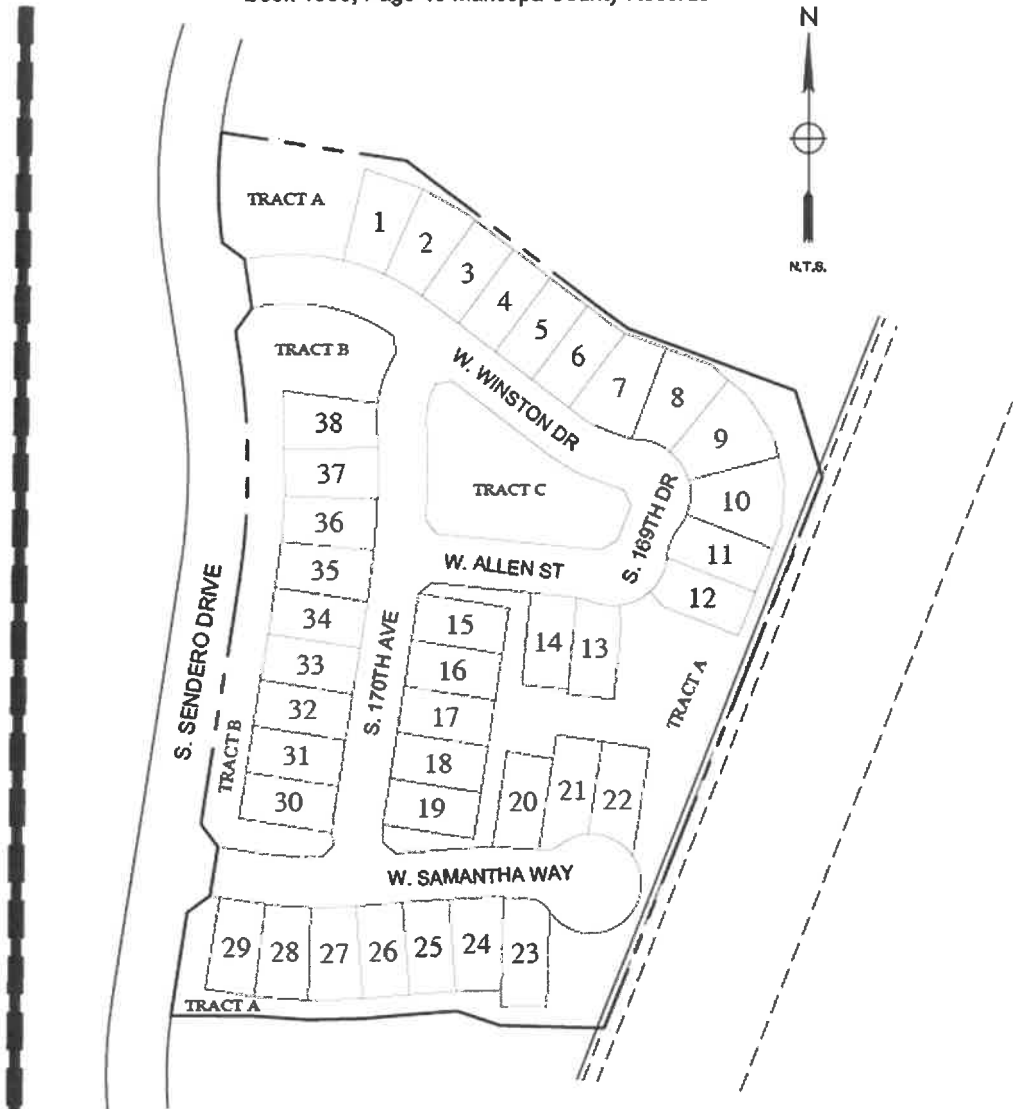 N
N.T.S.
TRACT A
1
2
3
4
5
6
7
8
9
10
11
12
W. WINSTON DR
TRACT B
38
37
36
35
34
33
32
31
30
TRACT C
S. 169TH DR
W. ALLEN ST
S. SENDERO DRIVE
TRACT B
S. 170TH AVE
15
16
17
18
19
14
13
TRACT A
20
21
22
W. SAMANTHA WAY
29
28
27
26
25
24
23
TRACT A